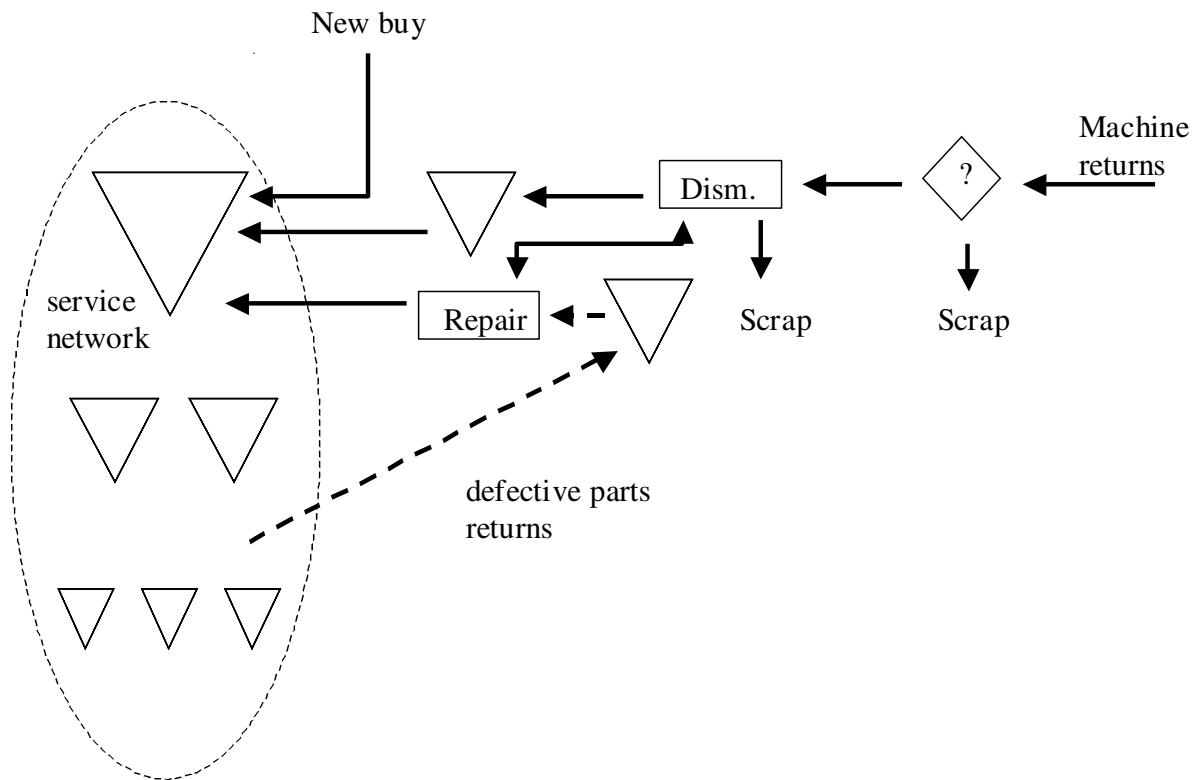 New buy
Machine
returns
?
Dism.
service
network
Repair
Scrap
Scrap
defective parts
returns